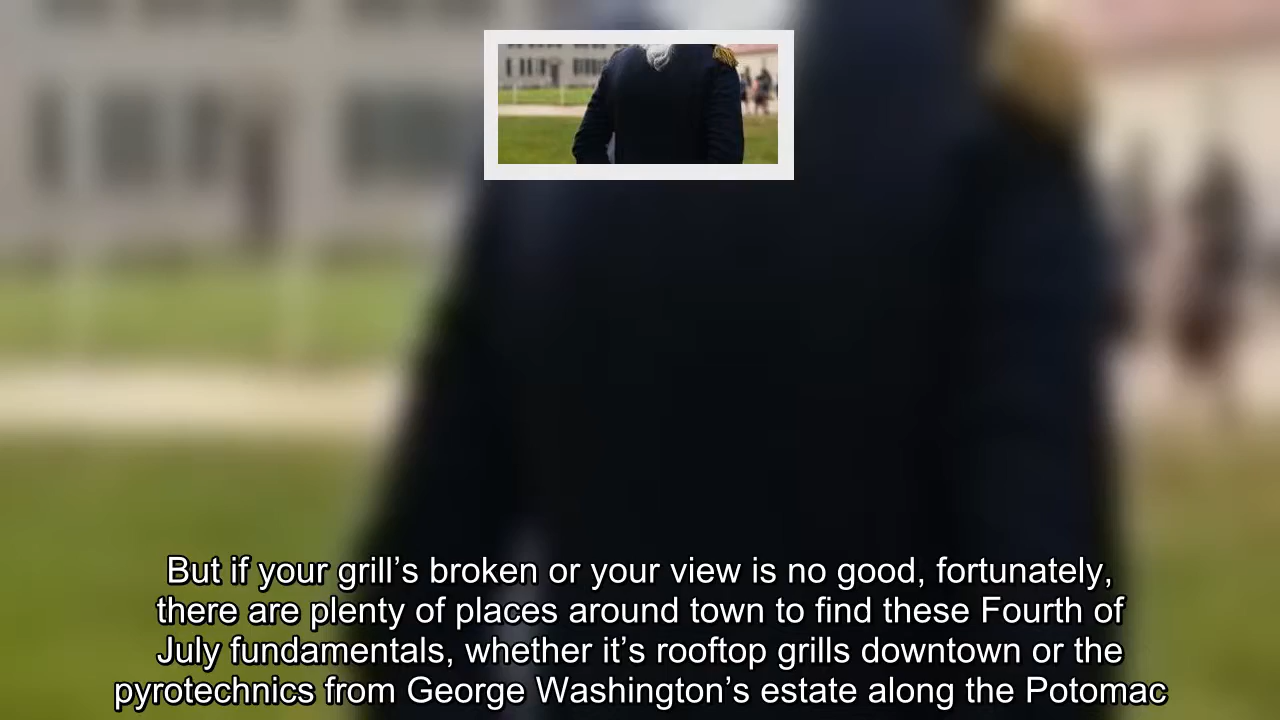 But if your grill’s broken or your view is no good, fortunately,
there are plenty of places around town to find these Fourth of
July fundamentals, whether it’s rooftop grills downtown or the
pyrotechnics from George Washington’s estate along the Potomac